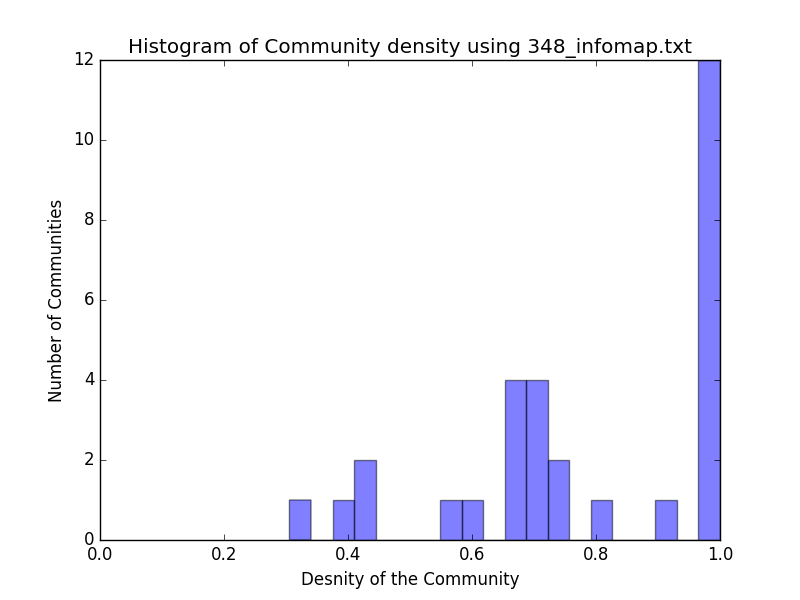 Histogram of Community density using 348_infomap.txt
12
10
8
6
4
2
0
Number of Communities
0.0 0.2 0.4 0.6 0.8 1.0
Desnity of the Community